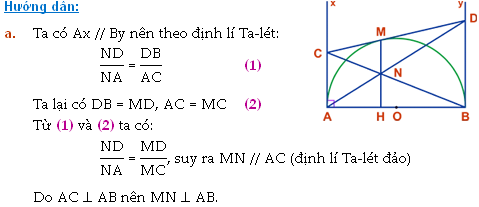 Hướng dẫn:
a. Ta có Ax // By nên theo định lí Ta-lét:
ND/NA = DB/AC (1)
Ta lại có DB = MD, AC = MC (2)
Từ (1) và (2) ta có:
ND/NA = MD/MC, suy ra MN // AC (định lí Ta-lét đảo)
Do AC ⊥ AB nên MN ⊥ AB.
x
y
D
M
C
N
A
H
O
B